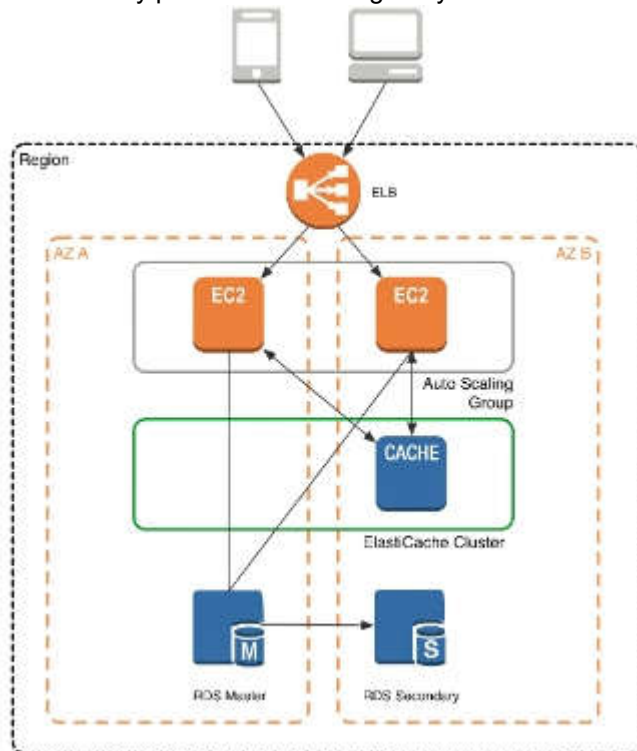 Region
ELB
AZ A
AZ B
EC2
EC2
Auto Scaling
Group
CACHE
ElastiCache Cluster
M
S
RDS Master
RDS Secondary